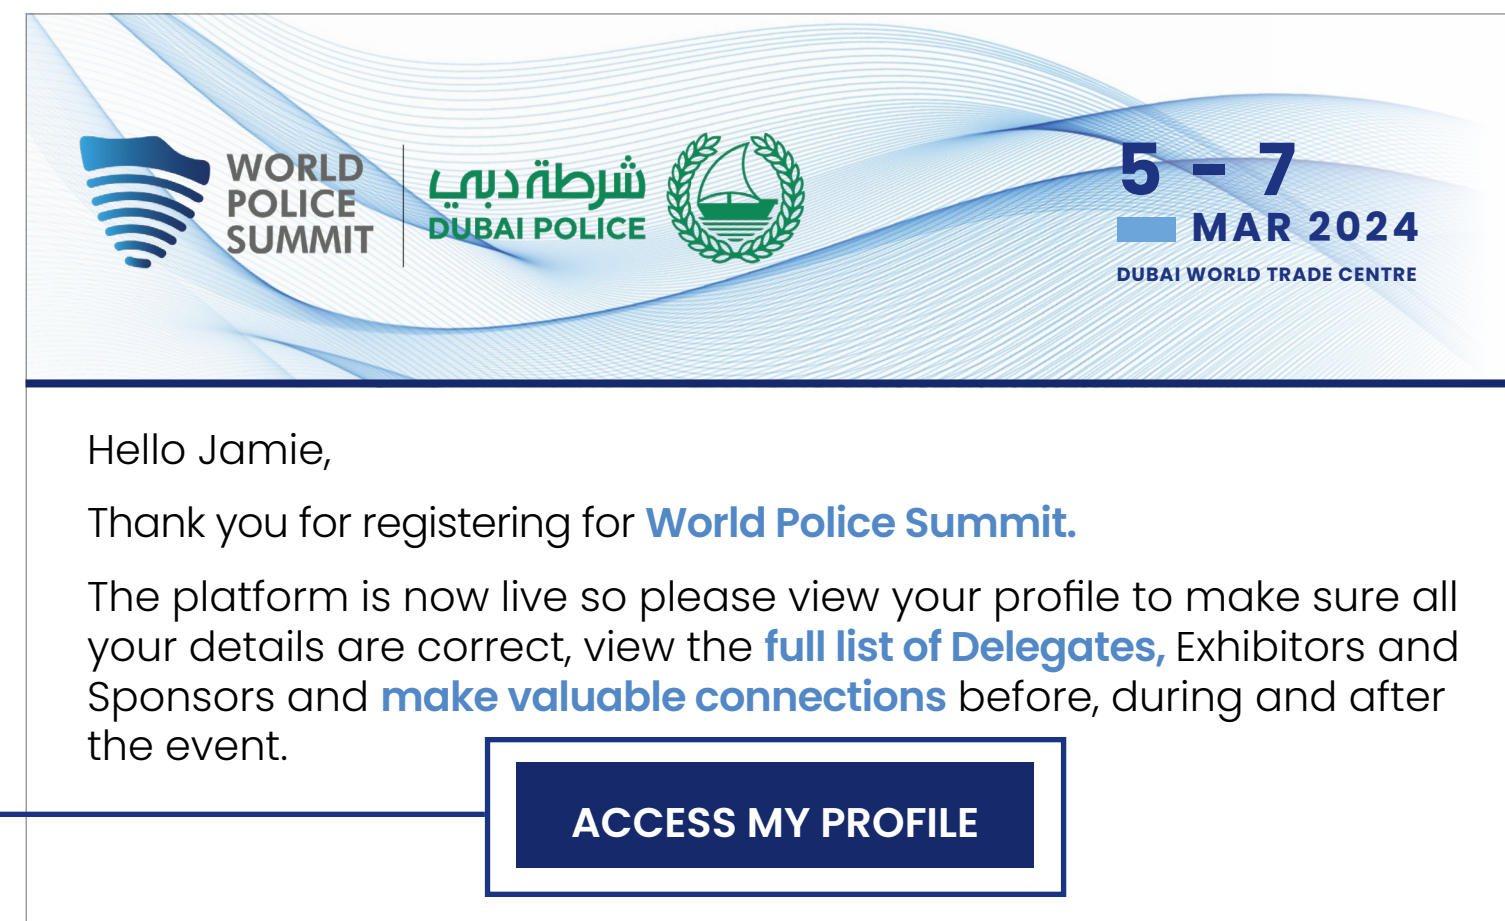 WORLD
POLICE
SUMMIT
شرطة دبي
DUBAI POLICE
5 – 7
MAR 2024
DUBAI WORLD TRADE CENTRE
Hello Jamie,
Thank you for registering for World Police Summit.
The platform is now live so please view your profile to make sure all
your details are correct, view the full list of Delegates, Exhibitors and
Sponsors and make valuable connections before, during and after
the event.
ACCESS MY PROFILE